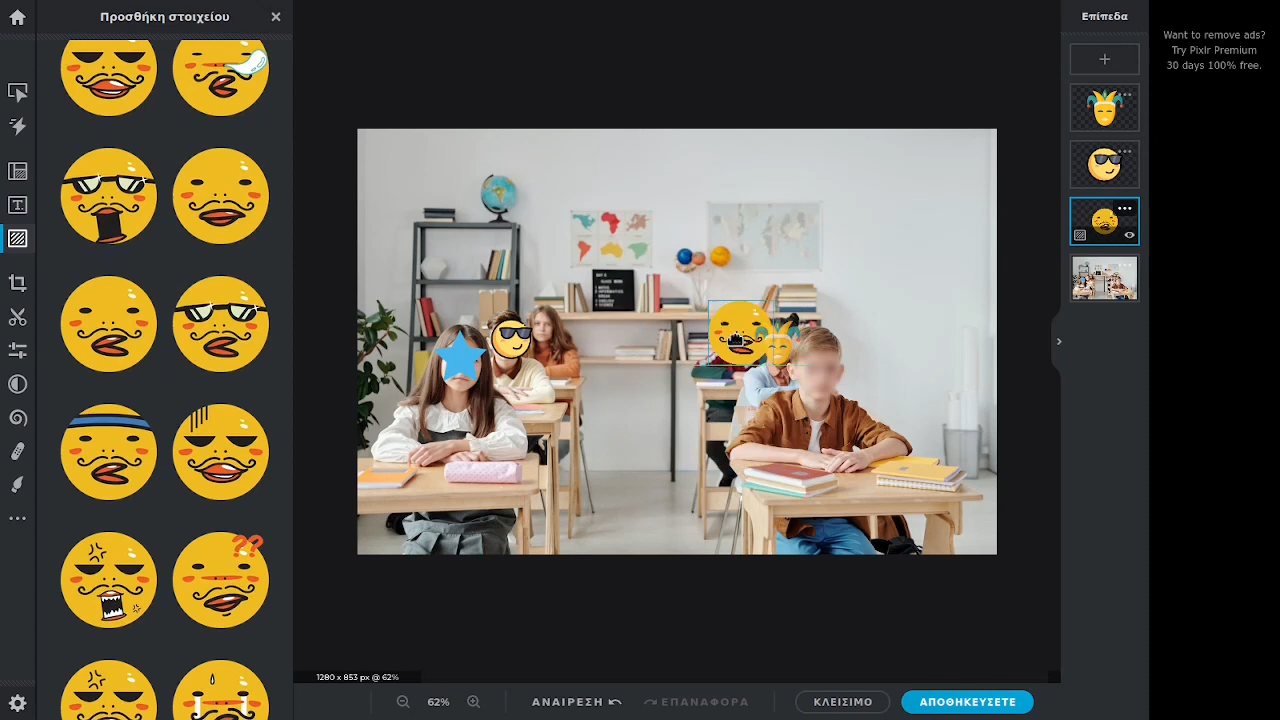 Προσθήκη στοιχείου
Επίπεδα
Want to remove ads?
Try Pixlr Premium
30 days 100% free.
1280 x 853 px @ 62%
62%
ΑΝΑΙΡΕΣΗ
ΕΠΑΝΑΦΟΡΑ
ΚΛΕΙΣΙΜΟ
ΑΠΟΘΗΚΕΥΣΕΤΕ